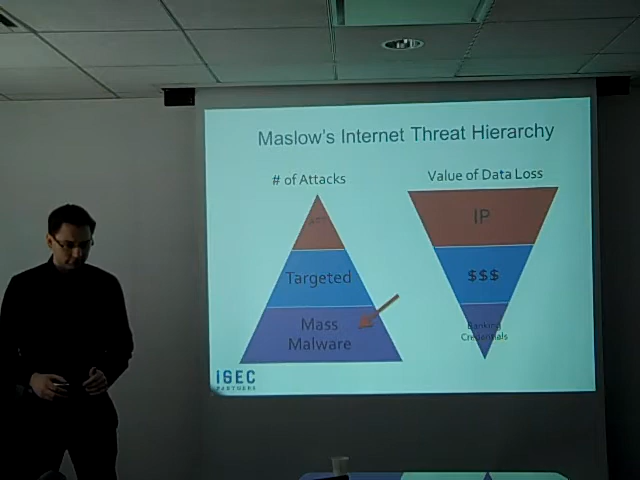 Maslow's Internet Threat Hierarchy
# of Attacks
Value of Data Loss
IP
Targeted
$$$
Mass
Malware
Banking
Credentials
iSEC
PARTNERS